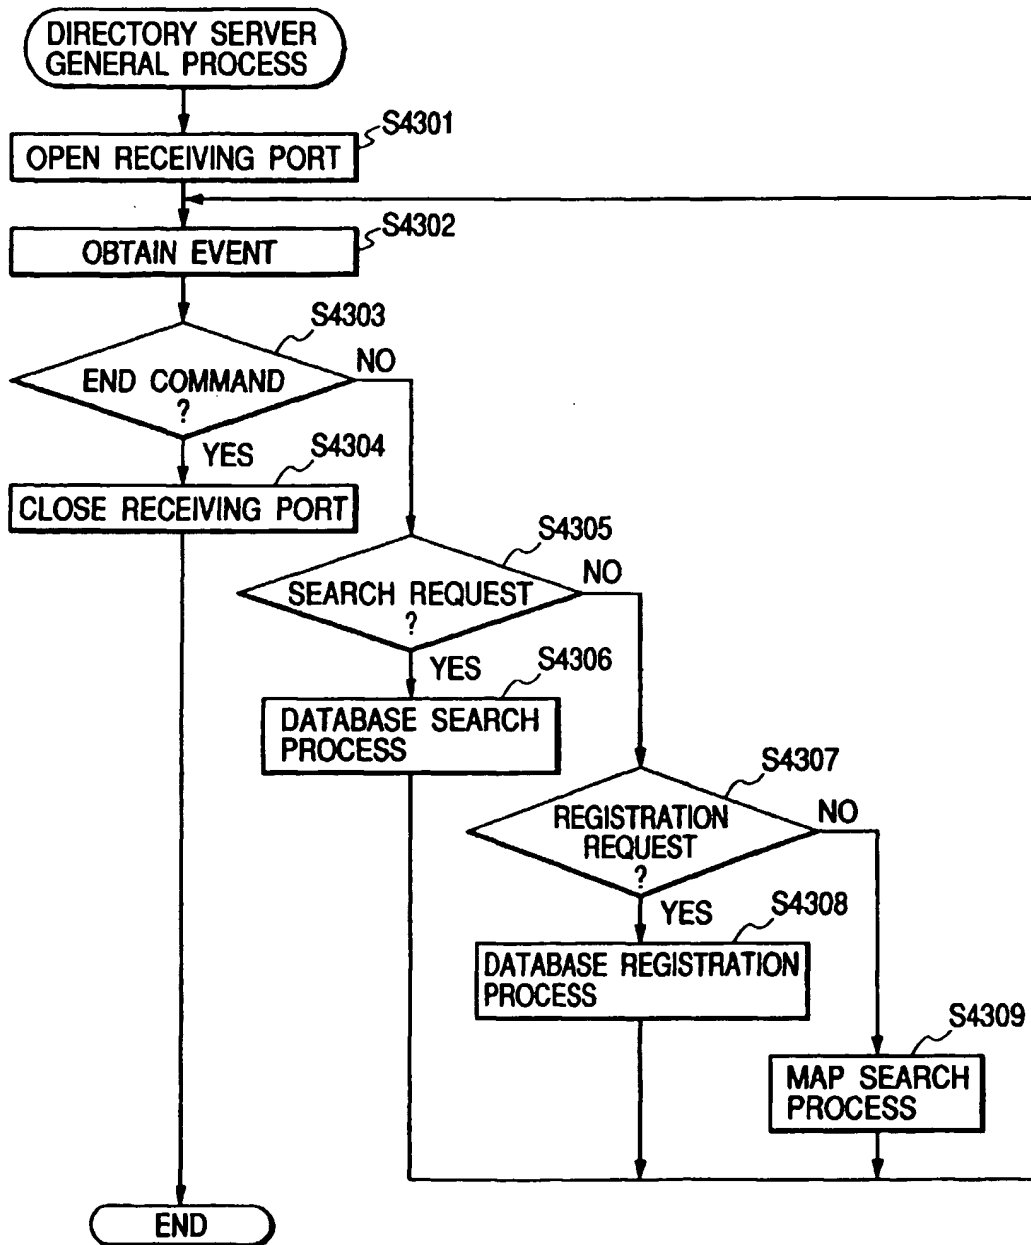 DIRECTORY SERVER
GENERAL PROCESS
S4301
OPEN RECEIVING PORT
S4302
OBTAIN EVENT
S4303
END COMMAND
?
NO
YES
S4304
CLOSE RECEIVING PORT
S4305
SEARCH REQUEST
?
NO
YES
S4306
DATABASE SEARCH
PROCESS
S4307
REGISTRATION
REQUEST
?
NO
YES
S4308
DATABASE REGISTRATION
PROCESS
S4309
MAP SEARCH
PROCESS
END